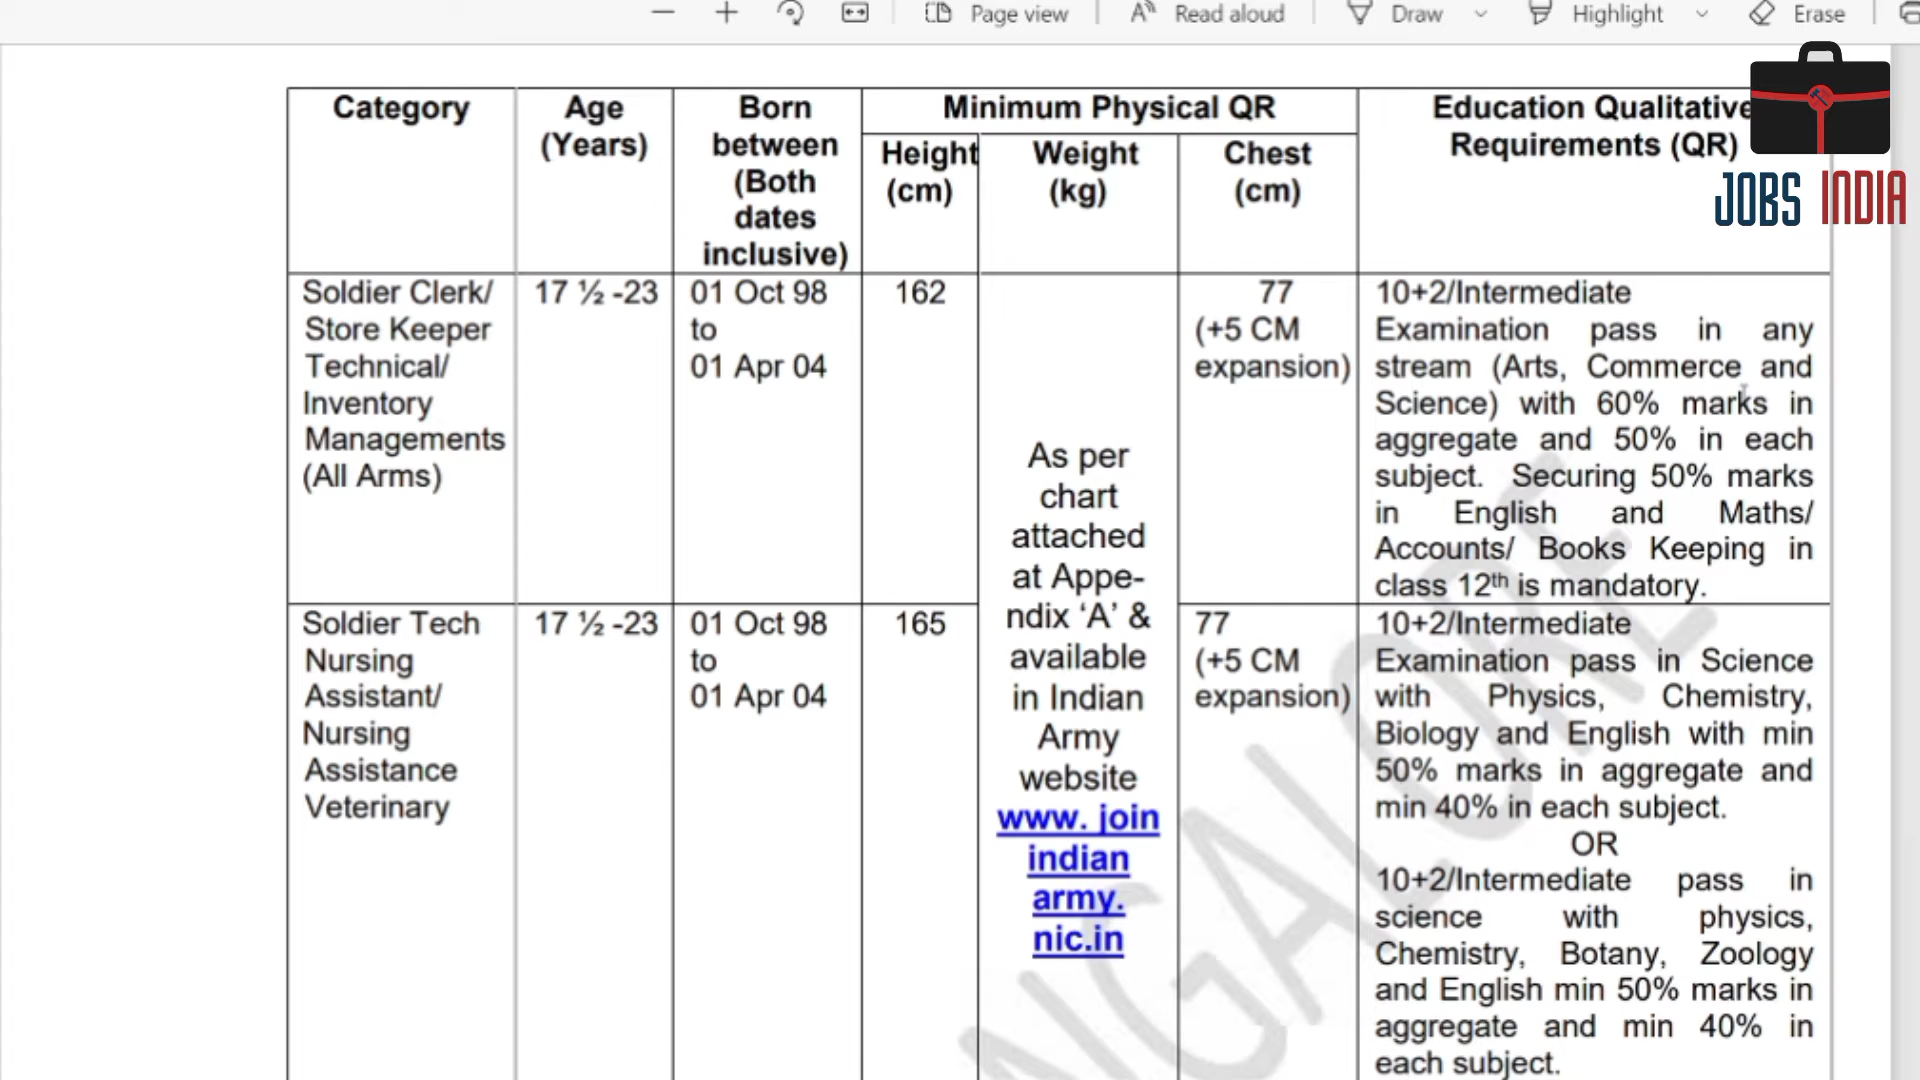 Page view
Read aloud
Draw
Highlight
Erase
JOBS INDIA
Category
Age
(Years)
Born
between
(Both
dates
inclusive)
Minimum Physical QR
Height
(cm)
Weight
(kg)
Chest
(cm)
Education Qualitative
Requirements (QR)
Soldier Clerk/
Store Keeper
Technical/
Inventory
Managements
(All Arms)
17 ½ -23
01 Oct 98
to
01 Apr 04
162
77
(+5 CM
expansion)
10+2/Intermediate
Examination pass in any
stream (Arts, Commerce and
Science) with 60% marks in
aggregate and 50% in each
subject. Securing 50% marks
in English and Maths/
Accounts/ Books Keeping in
class 12th is mandatory.
As per
chart
attached
at Appe-
ndix ‘A’ &
available
in Indian
Army
website
www. join
indian
army.
nic.in
Soldier Tech
Nursing
Assistant/
Nursing
Assistance
Veterinary
17 ½ -23
01 Oct 98
to
01 Apr 04
165
77
(+5 CM
expansion)
10+2/Intermediate
Examination pass in Science
with Physics, Chemistry,
Biology and English with min
50% marks in aggregate and
min 40% in each subject.
OR
10+2/Intermediate pass in
science with physics,
Chemistry, Botany, Zoology
and English min 50% marks in
aggregate and min 40% in
each subject.
NGALORE